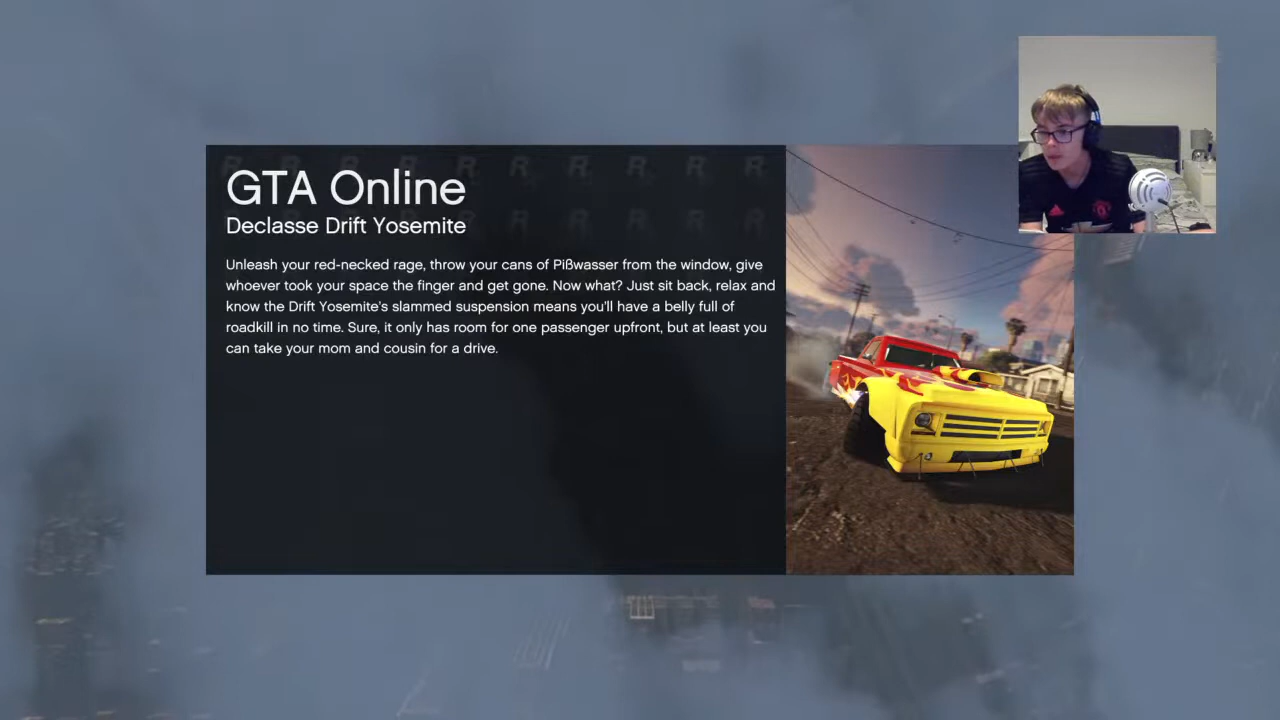 GTA Online
Declasse Drift Yosemite
Unleash your red-necked rage, throw your cans of Pißwasser from the window, give
whoever took your space the finger and get gone. Now what? Just sit back, relax and
know the Drift Yosemite's slammed suspension means you'll have a belly full of
roadkill in no time. Sure, it only has room for one passenger upfront, but at least you
can take your mom and cousin for a drive.